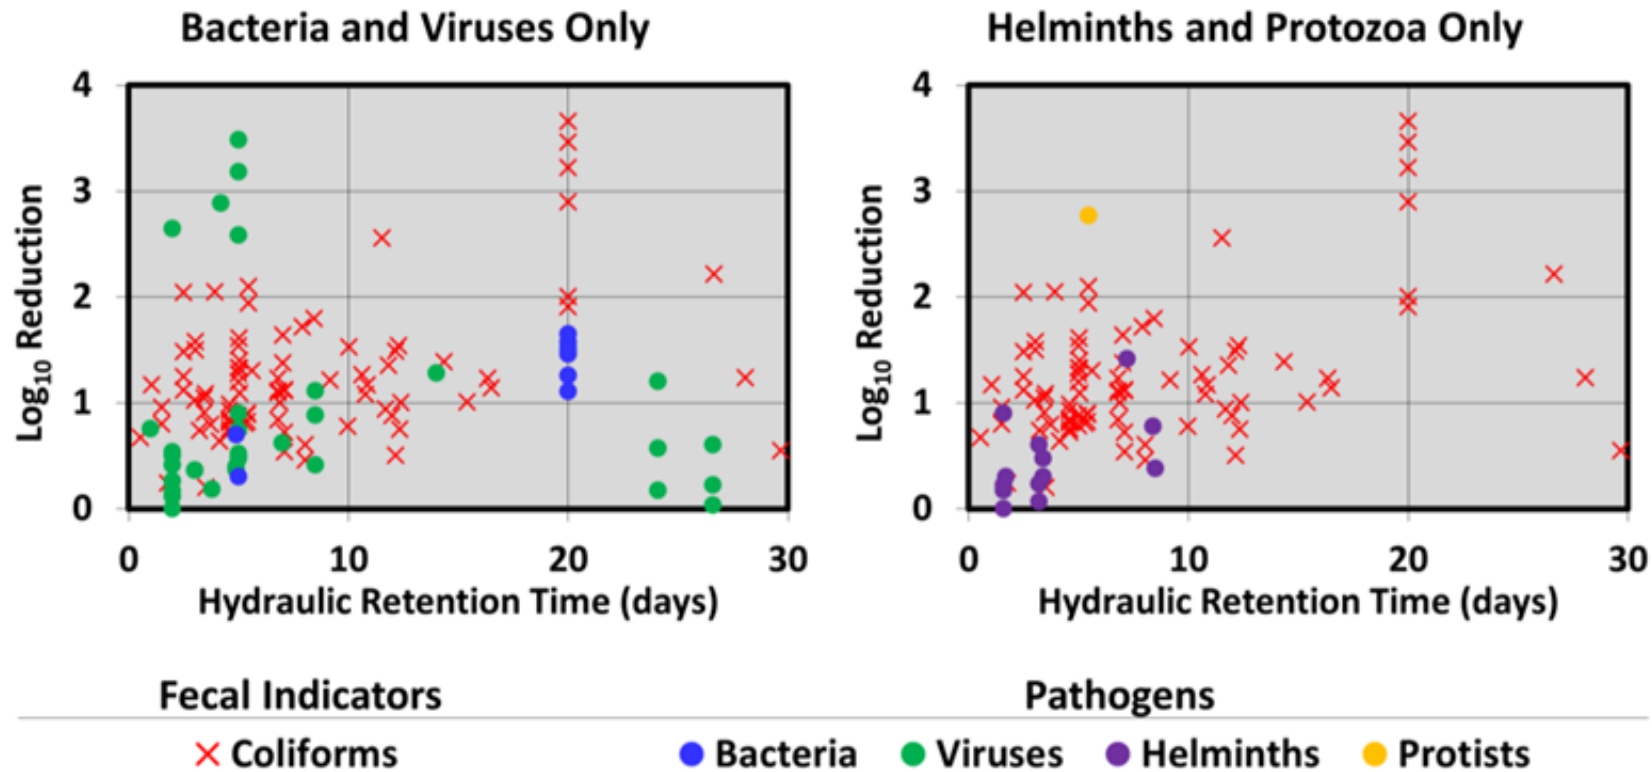 Bacteria and Viruses Only
Log10 Reduction
4
3
2
1
0
0 10 20 30
Hydraulic Retention Time (days)
Helminths and Protozoa Only
Log10 Reduction
4
3
2
1
0
0 10 20 30
Hydraulic Retention Time (days)
Fecal Indicators Pathogens
Coliforms Bacteria Viruses Helminths Protists